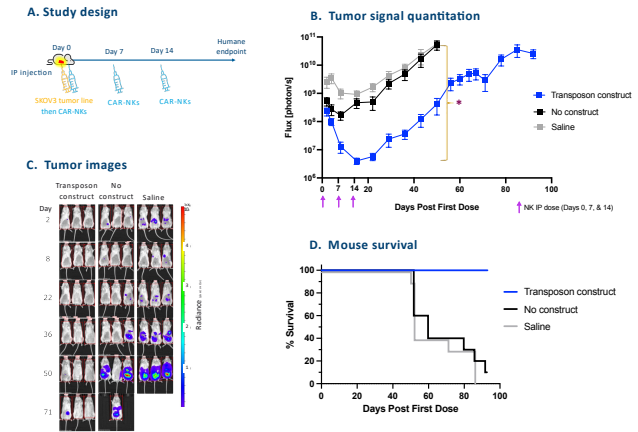 A. Study design
Day 0
Day 7
Day 14
Humane
endpoint
IP injection
SKOV3 tumor line
then CAR-NKs
CAR-NKs
CAR-NKs
B. Tumor signal quantitation
Flux [photon/s]
10¹¹
10¹⁰
10⁹
10⁸
10⁷
10⁶
0 7 14 20 40 60 80 100
Days Post First Dose
Transposon construct
No construct
Saline
*
NK IP dose (Days 0, 7, & 14)
C. Tumor images
Transposon
construct
No
construct
Saline
Day
2
8
22
36
50
71
Radiance
D. Mouse survival
% Survival
100
80
60
40
20
0
0 20 40 60 80 100
Days Post First Dose
Transposon construct
No construct
Saline